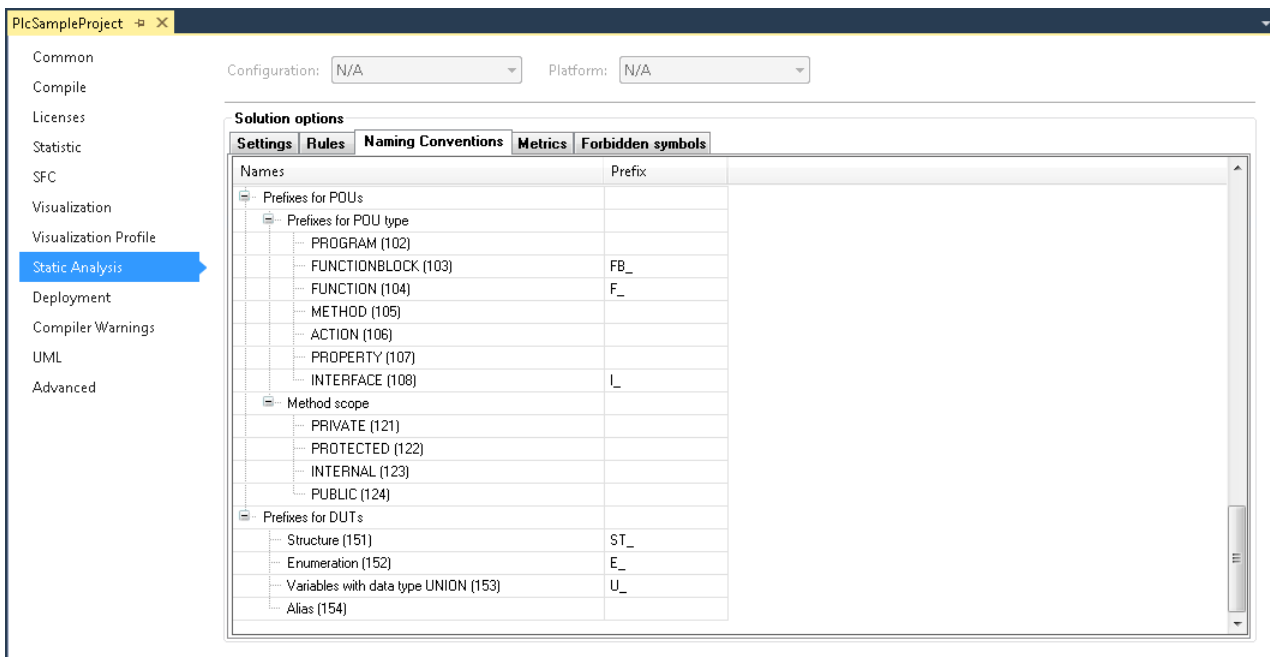 PlcSampleProject
Common
Compile
Licenses
Statistic
SFC
Visualization
Visualization Profile
Static Analysis
Deployment
Compiler Warnings
UML
Advanced
Configuration: N/A Platform: N/A
Solution options
Settings Rules Naming Conventions Metrics Forbidden symbols
Names Prefix
Prefixes for POUs
Prefixes for POU type
PROGRAM (102)
FUNCTIONBLOCK (103) FB_
FUNCTION (104) F_
METHOD (105)
ACTION (106)
PROPERTY (107)
INTERFACE (108) I_
Method scope
PRIVATE (121)
PROTECTED (122)
INTERNAL (123)
PUBLIC (124)
Prefixes for DUTs
Structure (151) ST_
Enumeration (152) E_
Variables with data type UNION (153) U_
Alias (154)